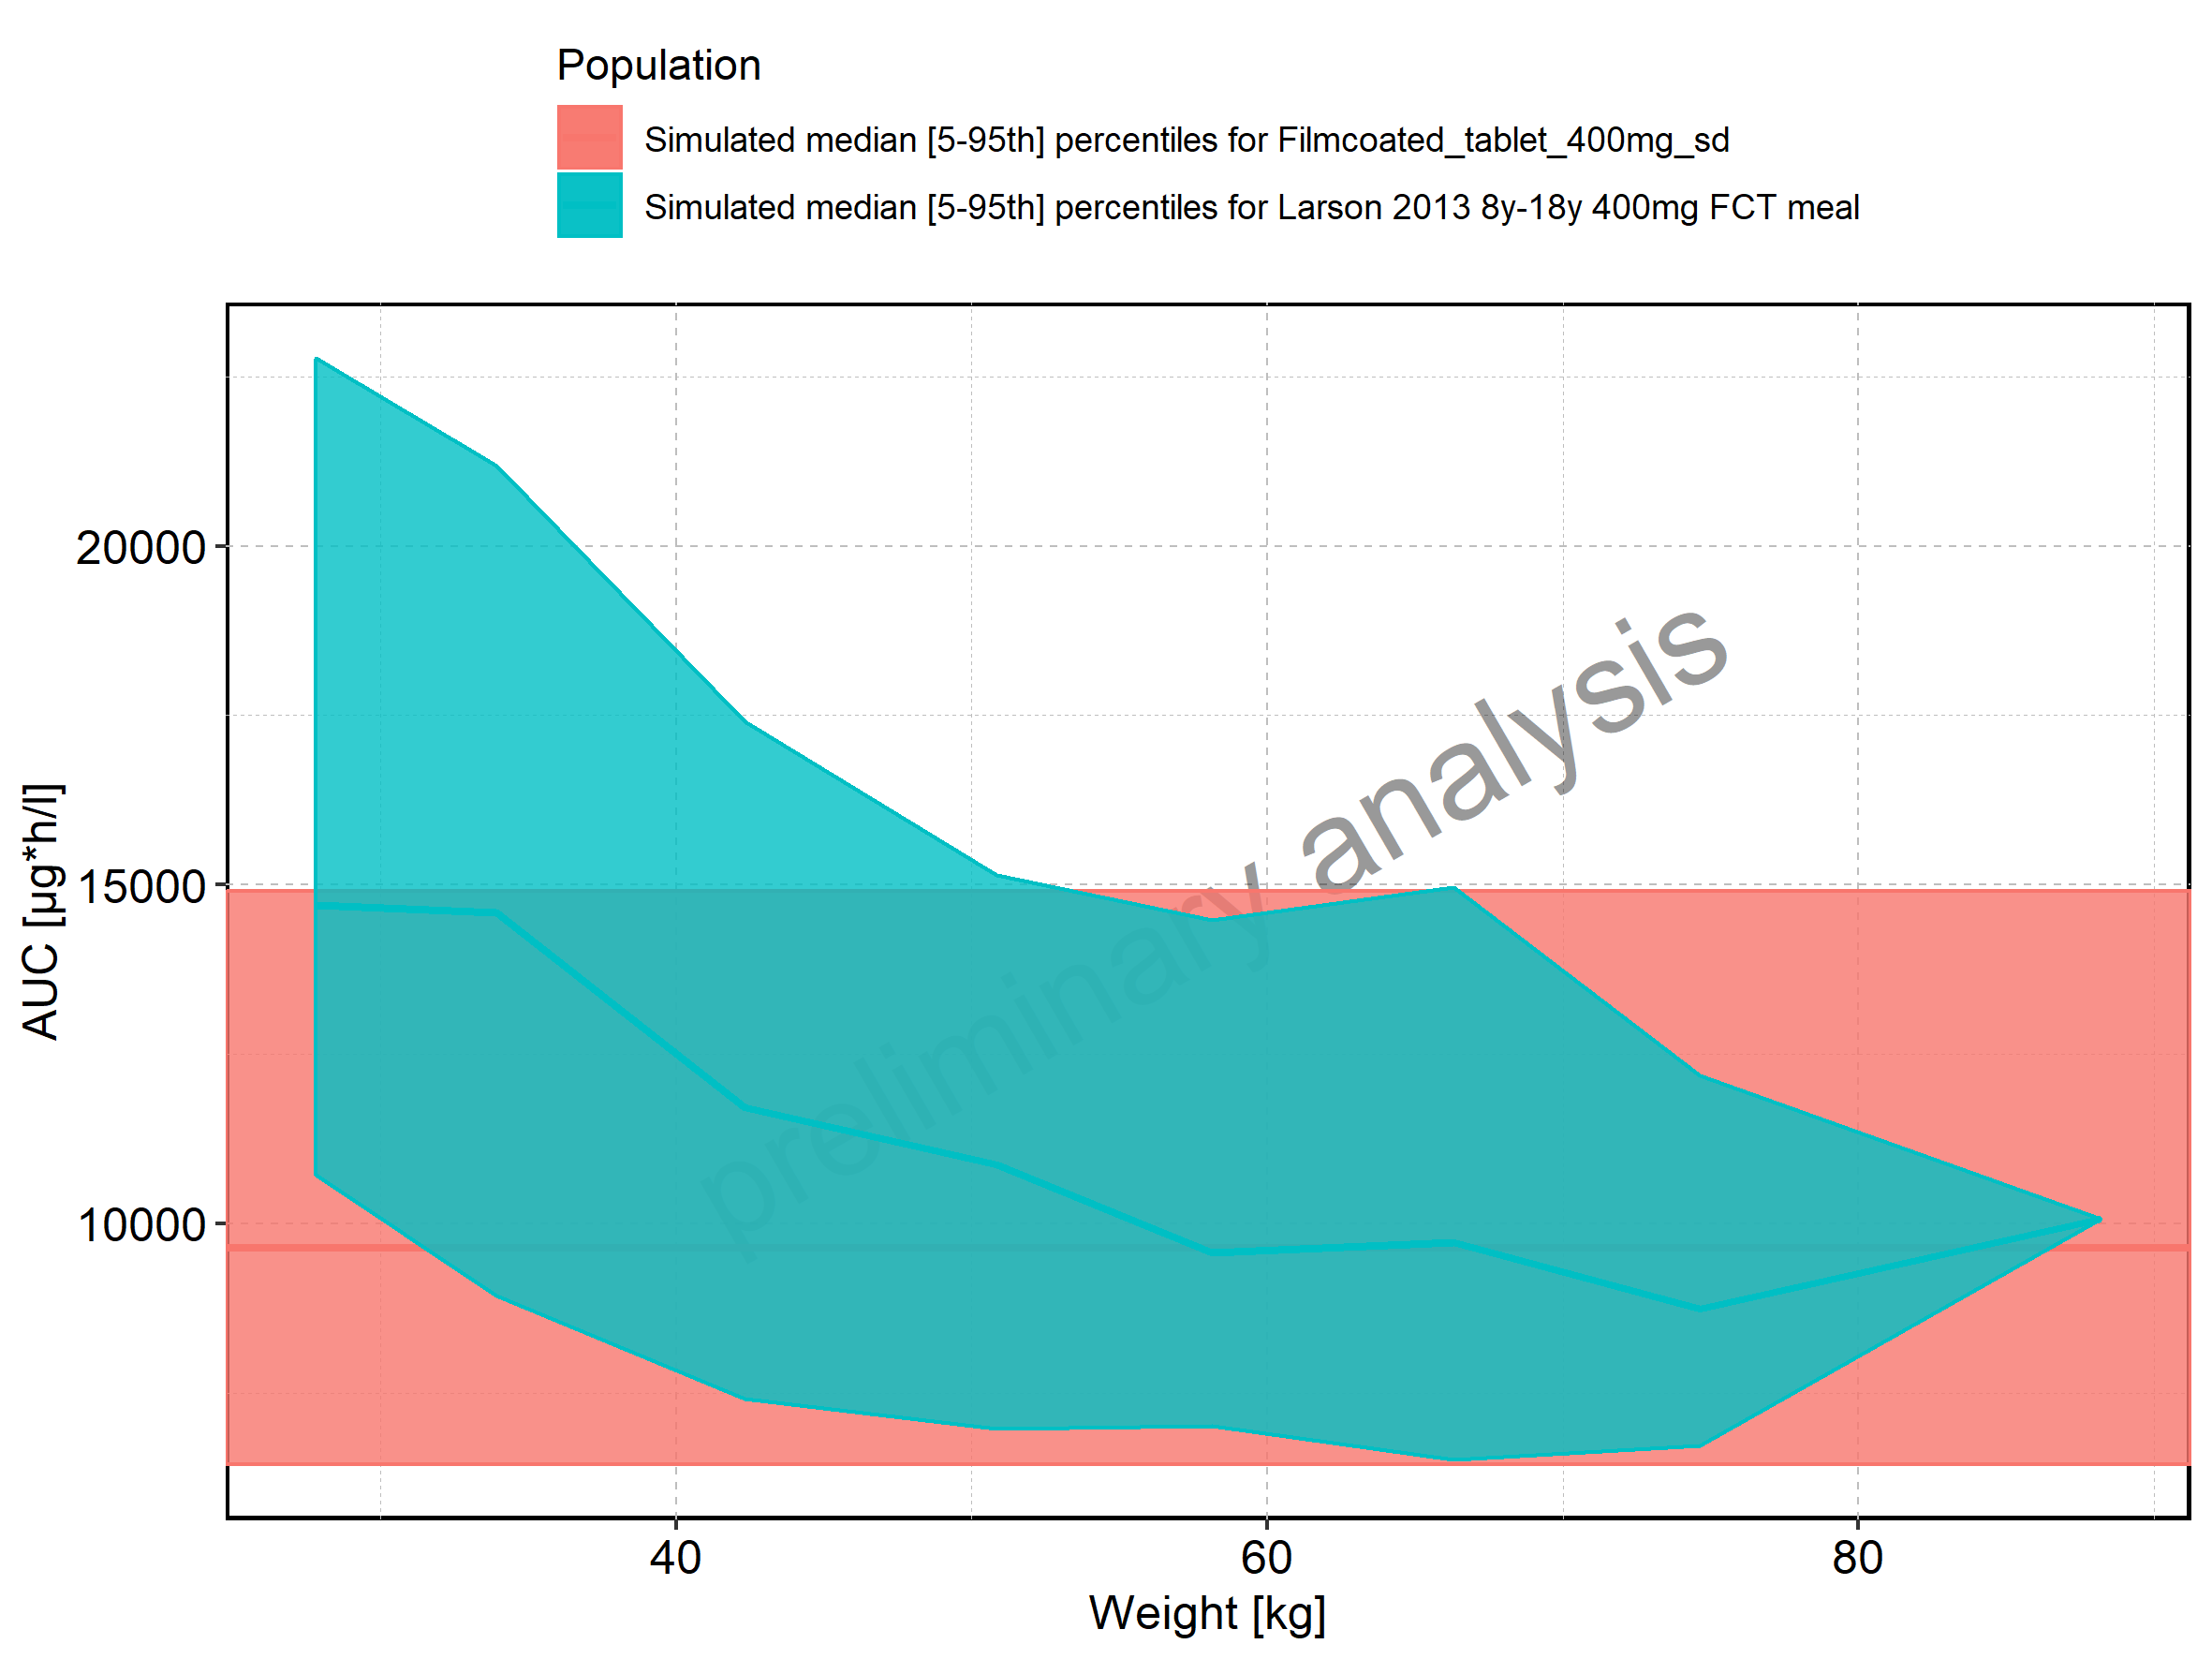 Population
Simulated median [5-95th] percentiles for Filmcoated_tablet_400mg_sd
Simulated median [5-95th] percentiles for Larson 2013 8y-18y 400mg FCT meal
20000
15000
10000
AUC [µg*h/l]
preliminary analysis
40
60
80
Weight [kg]